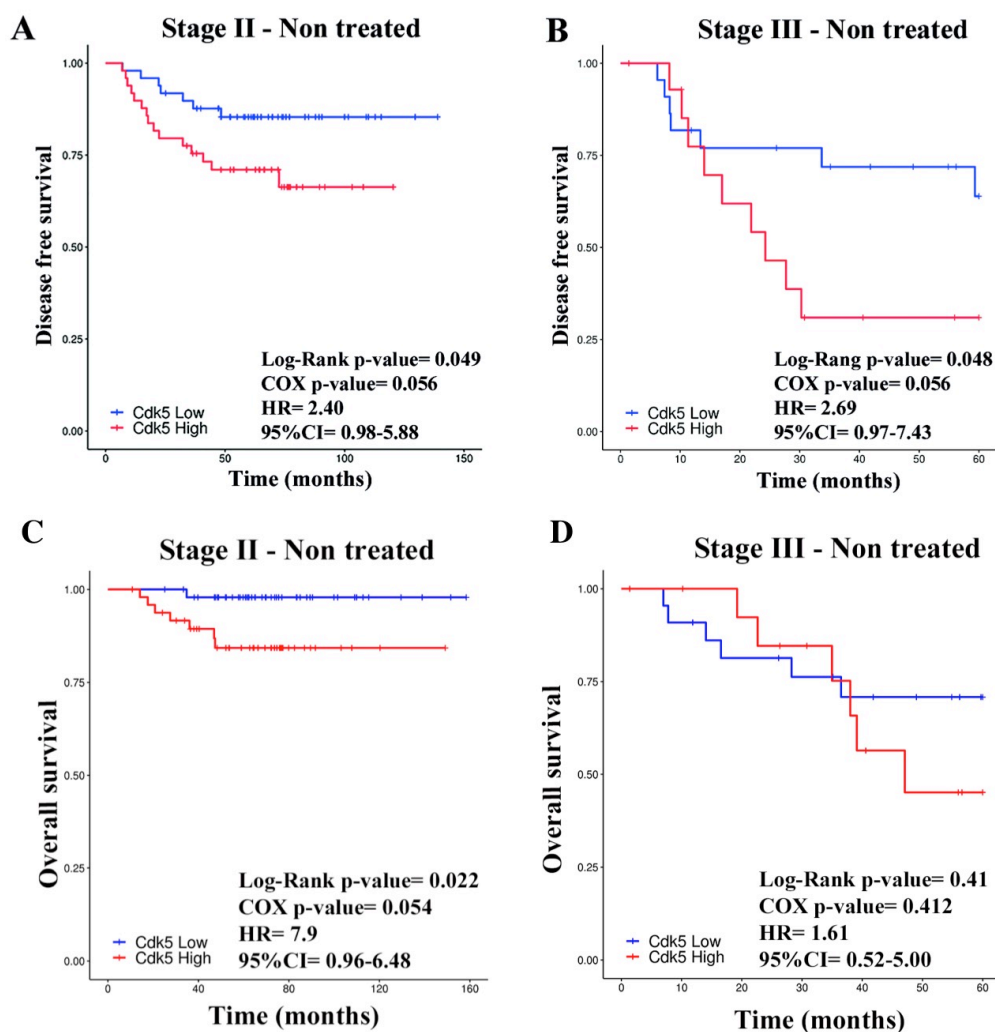 A
Stage II - Non treated
Disease free survival
1.00
0.75
0.50
0.25
0.00
Log-Rank p-value= 0.049
COX p-value= 0.056
HR= 2.40
95%CI= 0.98-5.88
Cdk5 Low
Cdk5 High
0 50 100 150
Time (months)
B
Stage III - Non treated
Disease free survival
1.00
0.75
0.50
0.25
0.00
Log-Rang p-value= 0.048
COX p-value= 0.056
HR= 2.69
95%CI= 0.97-7.43
Cdk5 Low
Cdk5 High
0 10 20 30 40 50 60
Time (months)
C
Stage II - Non treated
Overall survival
1.00
0.75
0.50
0.25
0.00
Log-Rank p-value= 0.022
COX p-value= 0.054
HR= 7.9
95%CI= 0.96-6.48
Cdk5 Low
Cdk5 High
0 40 80 120 160
Time (months)
D
Stage III - Non treated
Overall survival
1.00
0.75
0.50
0.25
0.00
Log-Rank p-value= 0.41
COX p-value= 0.412
HR= 1.61
95%CI= 0.52-5.00
Cdk5 Low
Cdk5 High
0 10 20 30 40 50 60
Time (months)